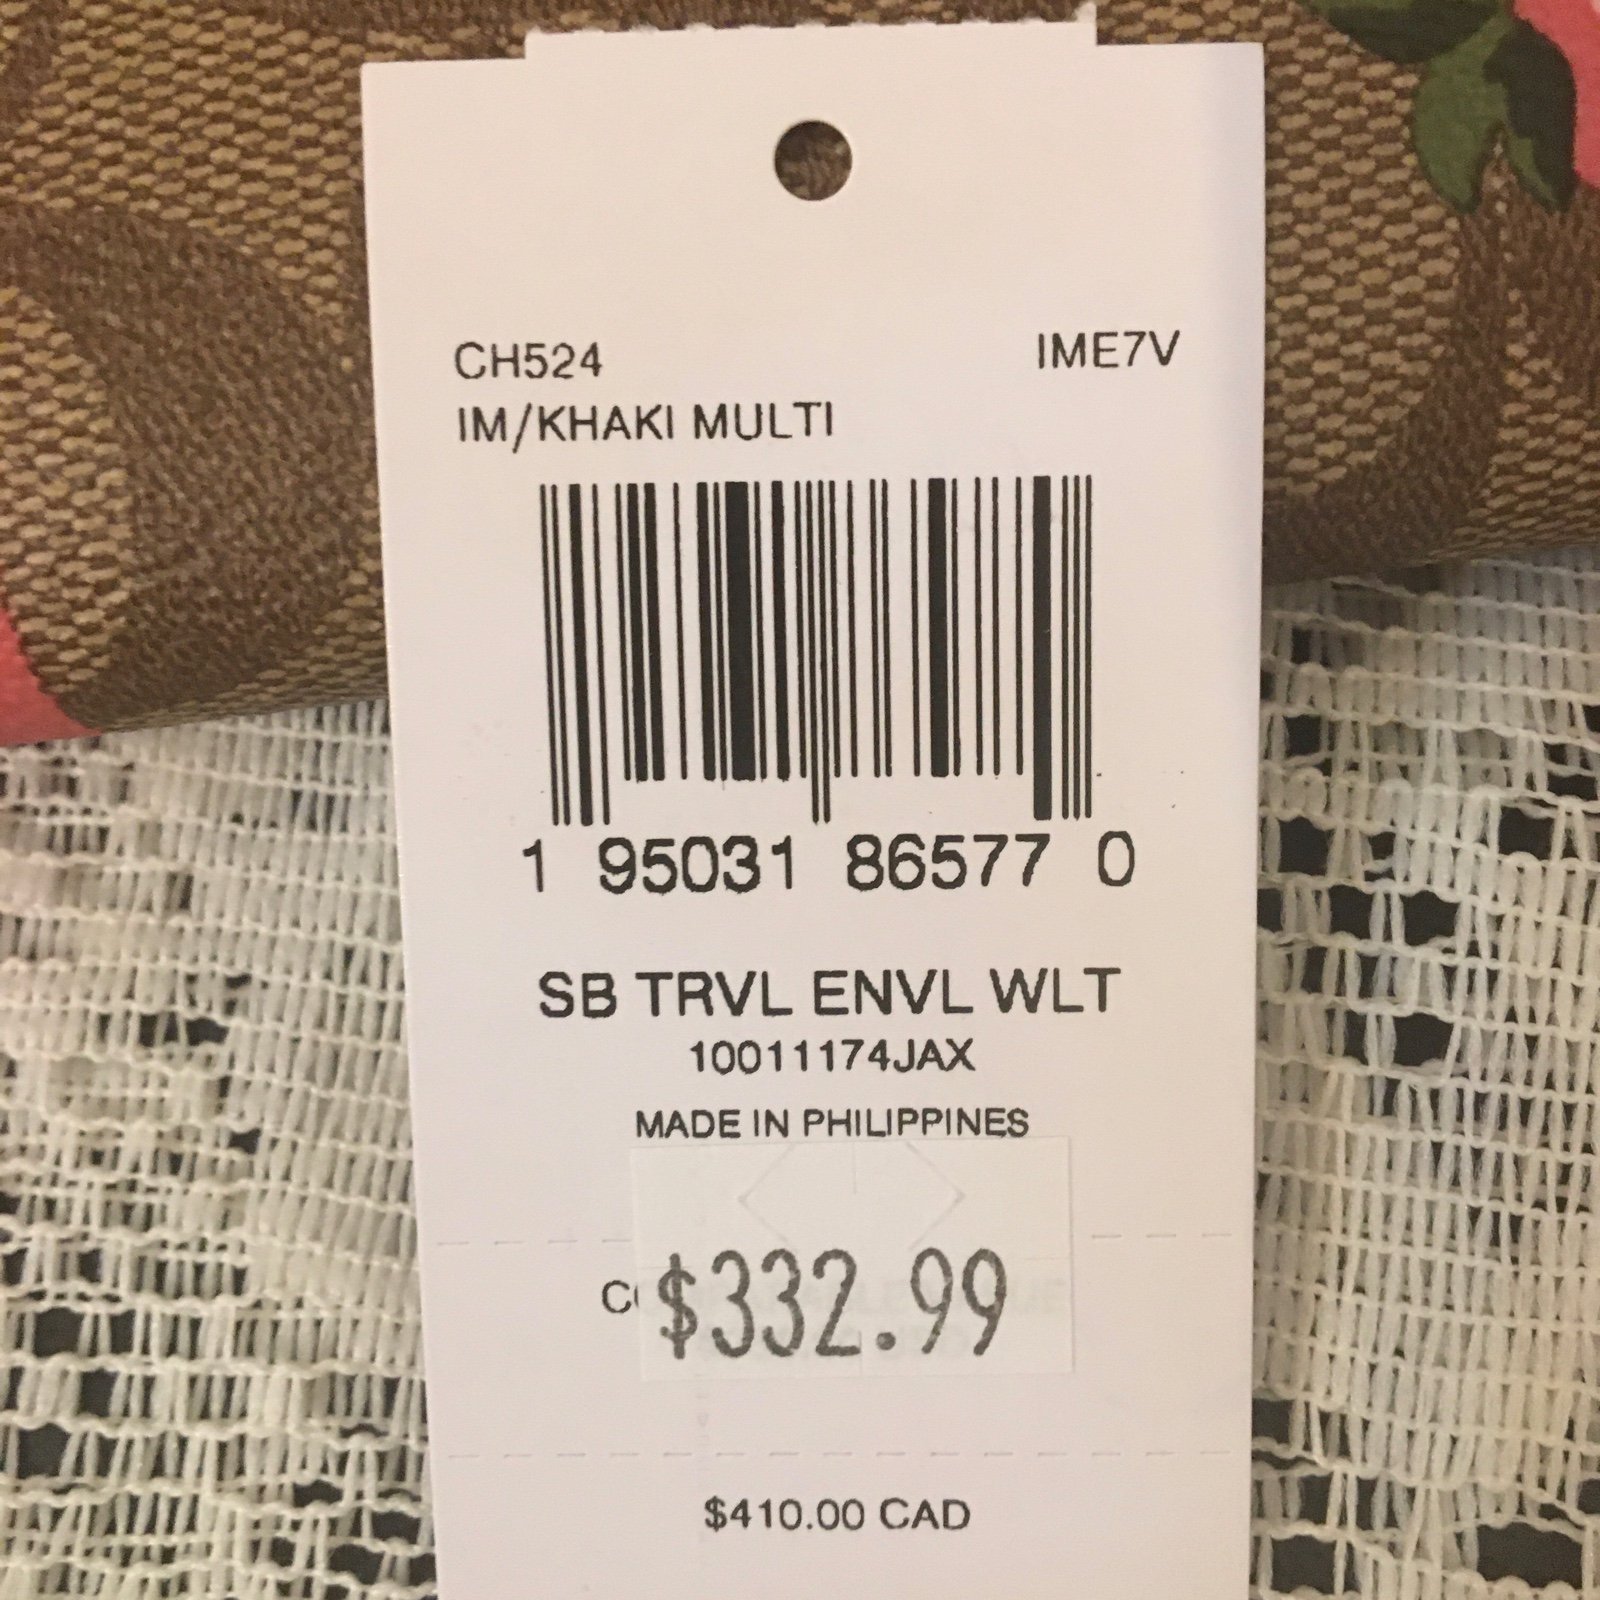 CH524 IME7V
IM/KHAKI MULTI
1 95031 86577 0
SB TRVL ENVL WLT
10011174JAX
MADE IN PHILIPPINES
$332.99
$410.00 CAD